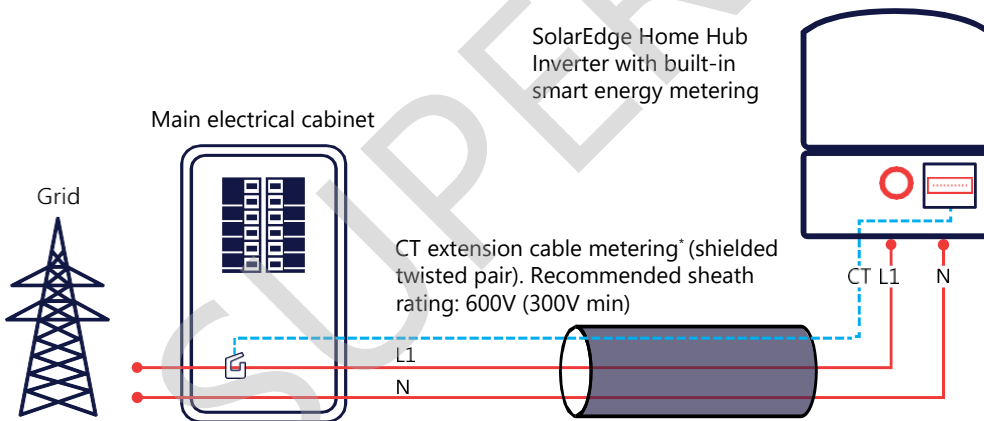 SolarEdge Home Hub
Inverter with built-in
smart energy metering
Main electrical cabinet
Grid
CT extension cable metering* (shielded
twisted pair). Recommended sheath
rating: 600V (300V min)
CT L1 N
L1
N
SUPER